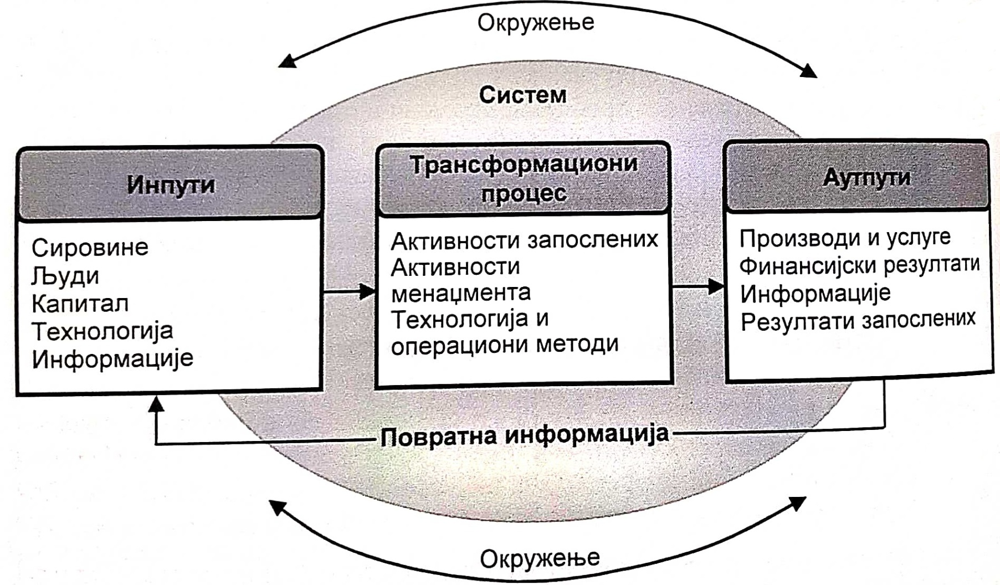 Окружење
Систем
Инпути
Сировине
Људи
Капитал
Технологија
Информације
Трансформациони
процес
Активности запослених
Активности
менаџмента
Технологија и
операциони методи
Аутпути
Производи и услуге
Финансијски резултати
Информације
Резултати запослених
Повратна информација
Окружење